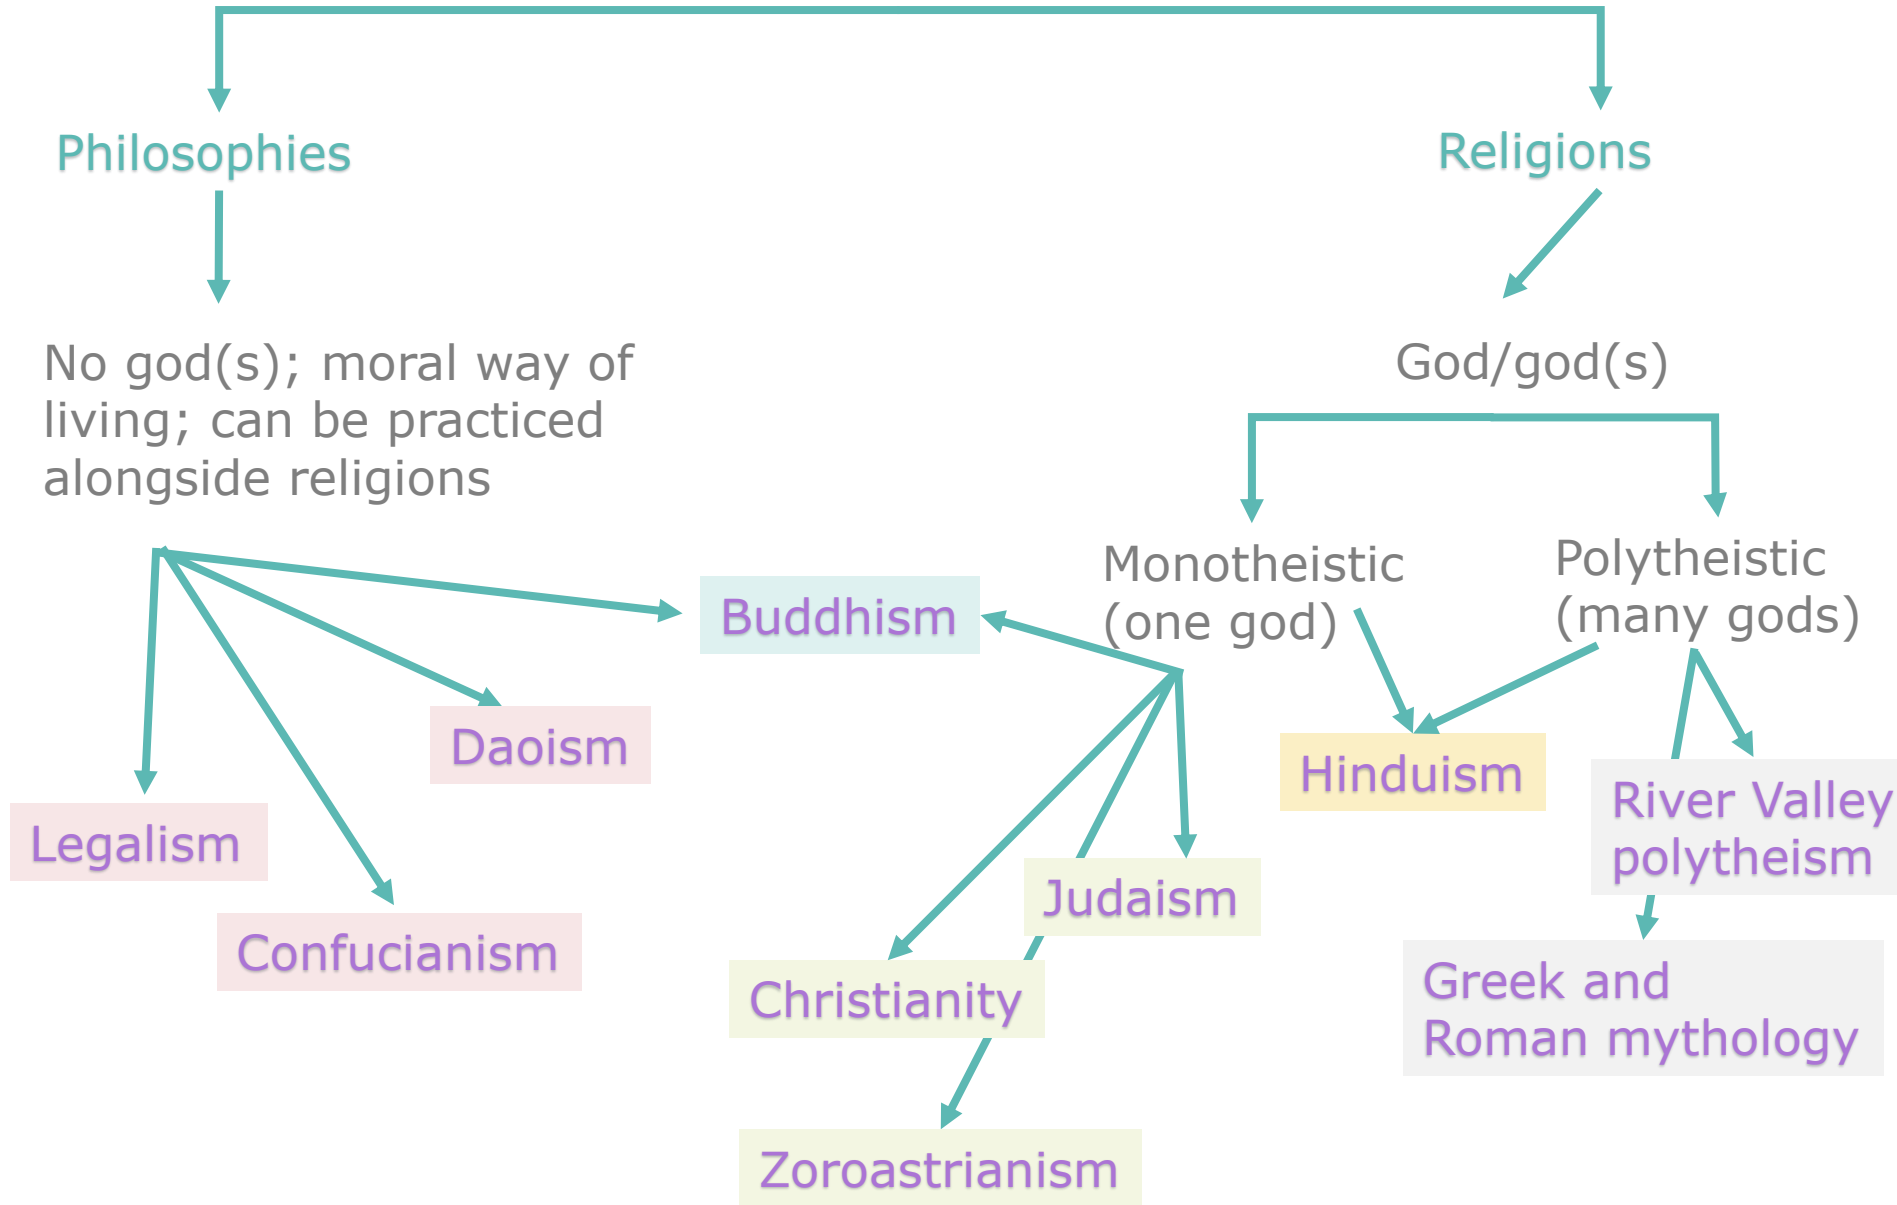 Philosophies
Religions
No god(s); moral way of
living; can be practiced
alongside religions
God/god(s)
Monotheistic
(one god)
Polytheistic
(many gods)
Buddhism
Daoism
Hinduism
River Valley
polytheism
Legalism
Judaism
Confucianism
Christianity
Greek and
Roman mythology
Zoroastrianism